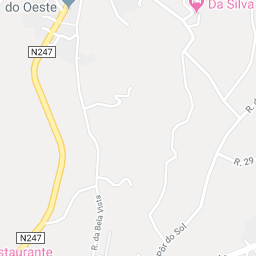 do Oeste
Da Silva
N247
R. d
R. 29
R. da Bela Vista
Pôr do Sol
N247
staurante